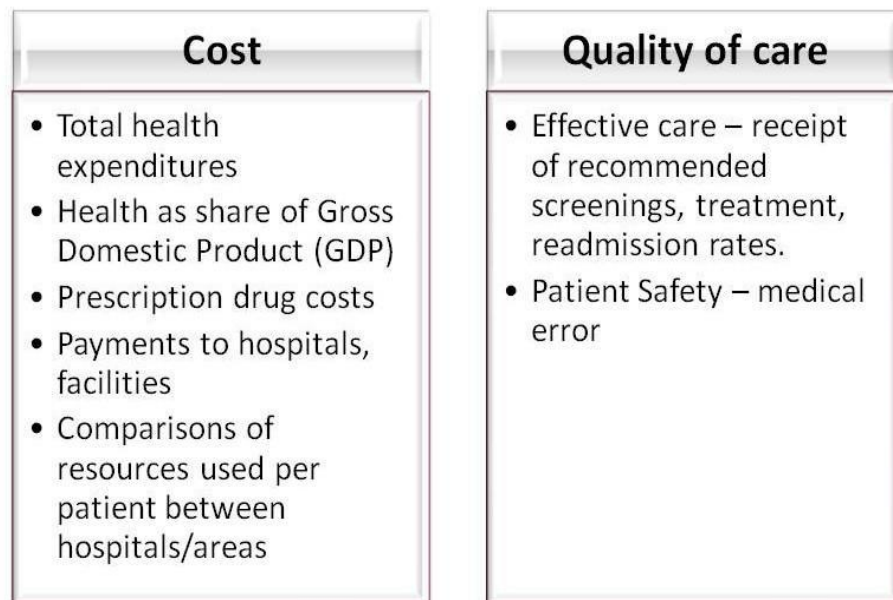 Cost
• Total health
expenditures
• Health as share of Gross
Domestic Product (GDP)
• Prescription drug costs
• Payments to hospitals,
facilities
• Comparisons of
resources used per
patient between
hospitals/areas
Quality of care
• Effective care – receipt
of recommended
screenings, treatment,
readmission rates.
• Patient Safety – medical
error